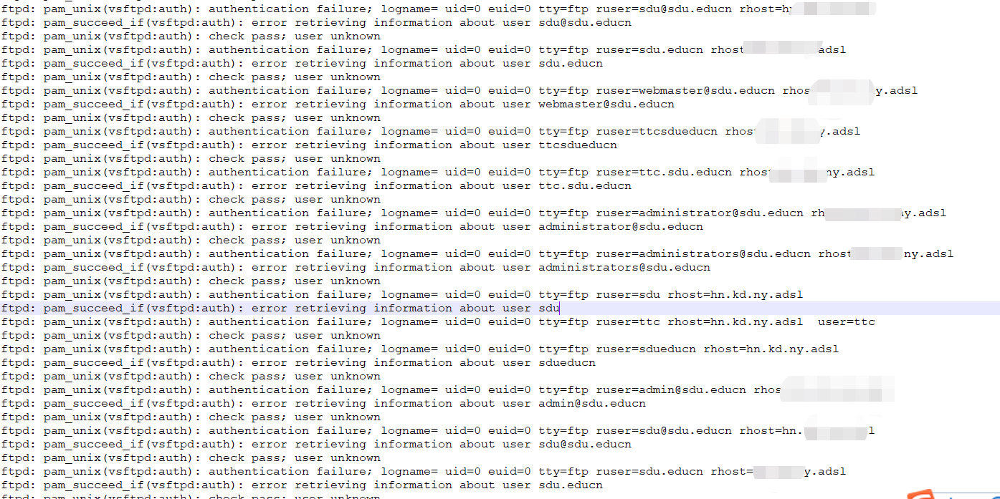 ftpd: pam_unix(vsftpd:auth): authentication failure; logname= uid=0 euid=0 tty=ftp ruser=sdu@sdu.educn rhost=h
ftpd: pam_succeed_if(vsftpd:auth): error retrieving information about user sdu@sdu.educn
ftpd: pam_unix(vsftpd:auth): check pass; user unknown
ftpd: pam_unix(vsftpd:auth): authentication failure; logname= uid=0 euid=0 tty=ftp ruser=sdu.educn rhost adsl
ftpd: pam_succeed_if(vsftpd:auth): error retrieving information about user sdu.educn
ftpd: pam_unix(vsftpd:auth): check pass; user unknown
ftpd: pam_unix(vsftpd:auth): authentication failure; logname= uid=0 euid=0 tty=ftp ruser=webmaster@sdu.educn rhos y.adsl
ftpd: pam_succeed_if(vsftpd:auth): error retrieving information about user webmaster@sdu.educn
ftpd: pam_unix(vsftpd:auth): check pass; user unknown
ftpd: pam_unix(vsftpd:auth): authentication failure; logname= uid=0 euid=0 tty=ftp ruser=ttcsdueducn rhost y.adsl
ftpd: pam_succeed_if(vsftpd:auth): error retrieving information about user ttcsdueducn
ftpd: pam_unix(vsftpd:auth): check pass; user unknown
ftpd: pam_unix(vsftpd:auth): authentication failure; logname= uid=0 euid=0 tty=ftp ruser=ttc.sdu.educn rhost ny.adsl
ftpd: pam_succeed_if(vsftpd:auth): error retrieving information about user ttc.sdu.educn
ftpd: pam_unix(vsftpd:auth): check pass; user unknown
ftpd: pam_unix(vsftpd:auth): authentication failure; logname= uid=0 euid=0 tty=ftp ruser=administrator@sdu.educn rh ny.adsl
ftpd: pam_succeed_if(vsftpd:auth): error retrieving information about user administrator@sdu.educn
ftpd: pam_unix(vsftpd:auth): check pass; user unknown
ftpd: pam_unix(vsftpd:auth): authentication failure; logname= uid=0 euid=0 tty=ftp ruser=administrators@sdu.educn rhost ny.adsl
ftpd: pam_succeed_if(vsftpd:auth): error retrieving information about user administrators@sdu.educn
ftpd: pam_unix(vsftpd:auth): check pass; user unknown
ftpd: pam_unix(vsftpd:auth): authentication failure; logname= uid=0 euid=0 tty=ftp ruser=sdu rhost=hn.kd.ny.adsl
ftpd: pam_succeed_if(vsftpd:auth): error retrieving information about user sdu
ftpd: pam_unix(vsftpd:auth): authentication failure; logname= uid=0 euid=0 tty=ftp ruser=ttc rhost=hn.kd.ny.adsl  user=ttc
ftpd: pam_unix(vsftpd:auth): check pass; user unknown
ftpd: pam_unix(vsftpd:auth): authentication failure; logname= uid=0 euid=0 tty=ftp ruser=sdueducn rhost=hn.kd.ny.adsl
ftpd: pam_succeed_if(vsftpd:auth): error retrieving information about user sdueducn
ftpd: pam_unix(vsftpd:auth): check pass; user unknown
ftpd: pam_unix(vsftpd:auth): authentication failure; logname= uid=0 euid=0 tty=ftp ruser=admin@sdu.educn rhos
ftpd: pam_succeed_if(vsftpd:auth): error retrieving information about user admin@sdu.educn
ftpd: pam_unix(vsftpd:auth): check pass; user unknown
ftpd: pam_unix(vsftpd:auth): authentication failure; logname= uid=0 euid=0 tty=ftp ruser=sdu@sdu.educn rhost=hn. l
ftpd: pam_succeed_if(vsftpd:auth): error retrieving information about user sdu@sdu.educn
ftpd: pam_unix(vsftpd:auth): check pass; user unknown
ftpd: pam_unix(vsftpd:auth): authentication failure; logname= uid=0 euid=0 tty=ftp ruser=sdu.educn rhost= y.adsl
ftpd: pam_succeed_if(vsftpd:auth): error retrieving information about user sdu.educn
ftpd: pam_unix(vsftpd:auth): check pass; user unknown